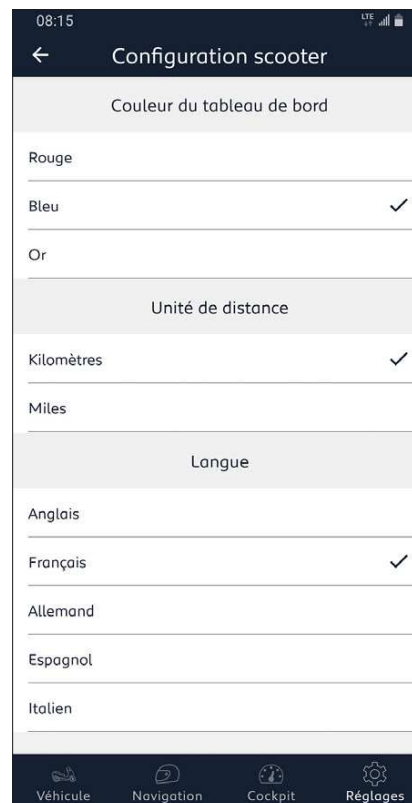 08:15
LTE
Configuration scooter
Couleur du tableau de bord
Rouge
Bleu
Or
Unité de distance
Kilomètres
Miles
Langue
Anglais
Français
Allemand
Espagnol
Italien
Véhicule Navigation Cockpit Réglages